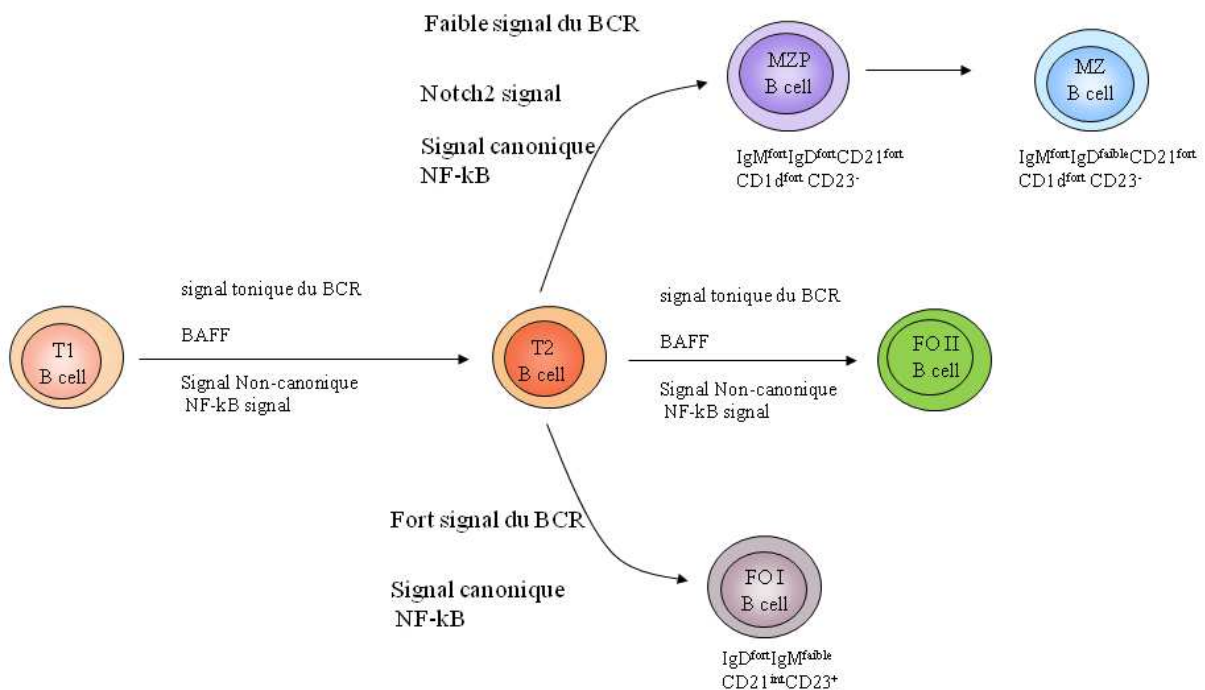 Faible signal du BCR
Notch2 signal
Signal canonique
NF-kB
MZP
B cell
IgMfortIgDfortCD21fort
CD1dfort CD23-
MZ
B cell
IgMfortIgDfaibleCD21fort
CD1dfort CD23-
T1
B cell
signal tonique du BCR
BAFF
Signal Non-canonique
NF-kB signal
T2
B cell
signal tonique du BCR
BAFF
Signal Non-canonique
NF-kB signal
FO II
B cell
Fort signal du BCR
Signal canonique
NF-kB
FO I
B cell
IgDfortIgMfaible
CD21intCD23+